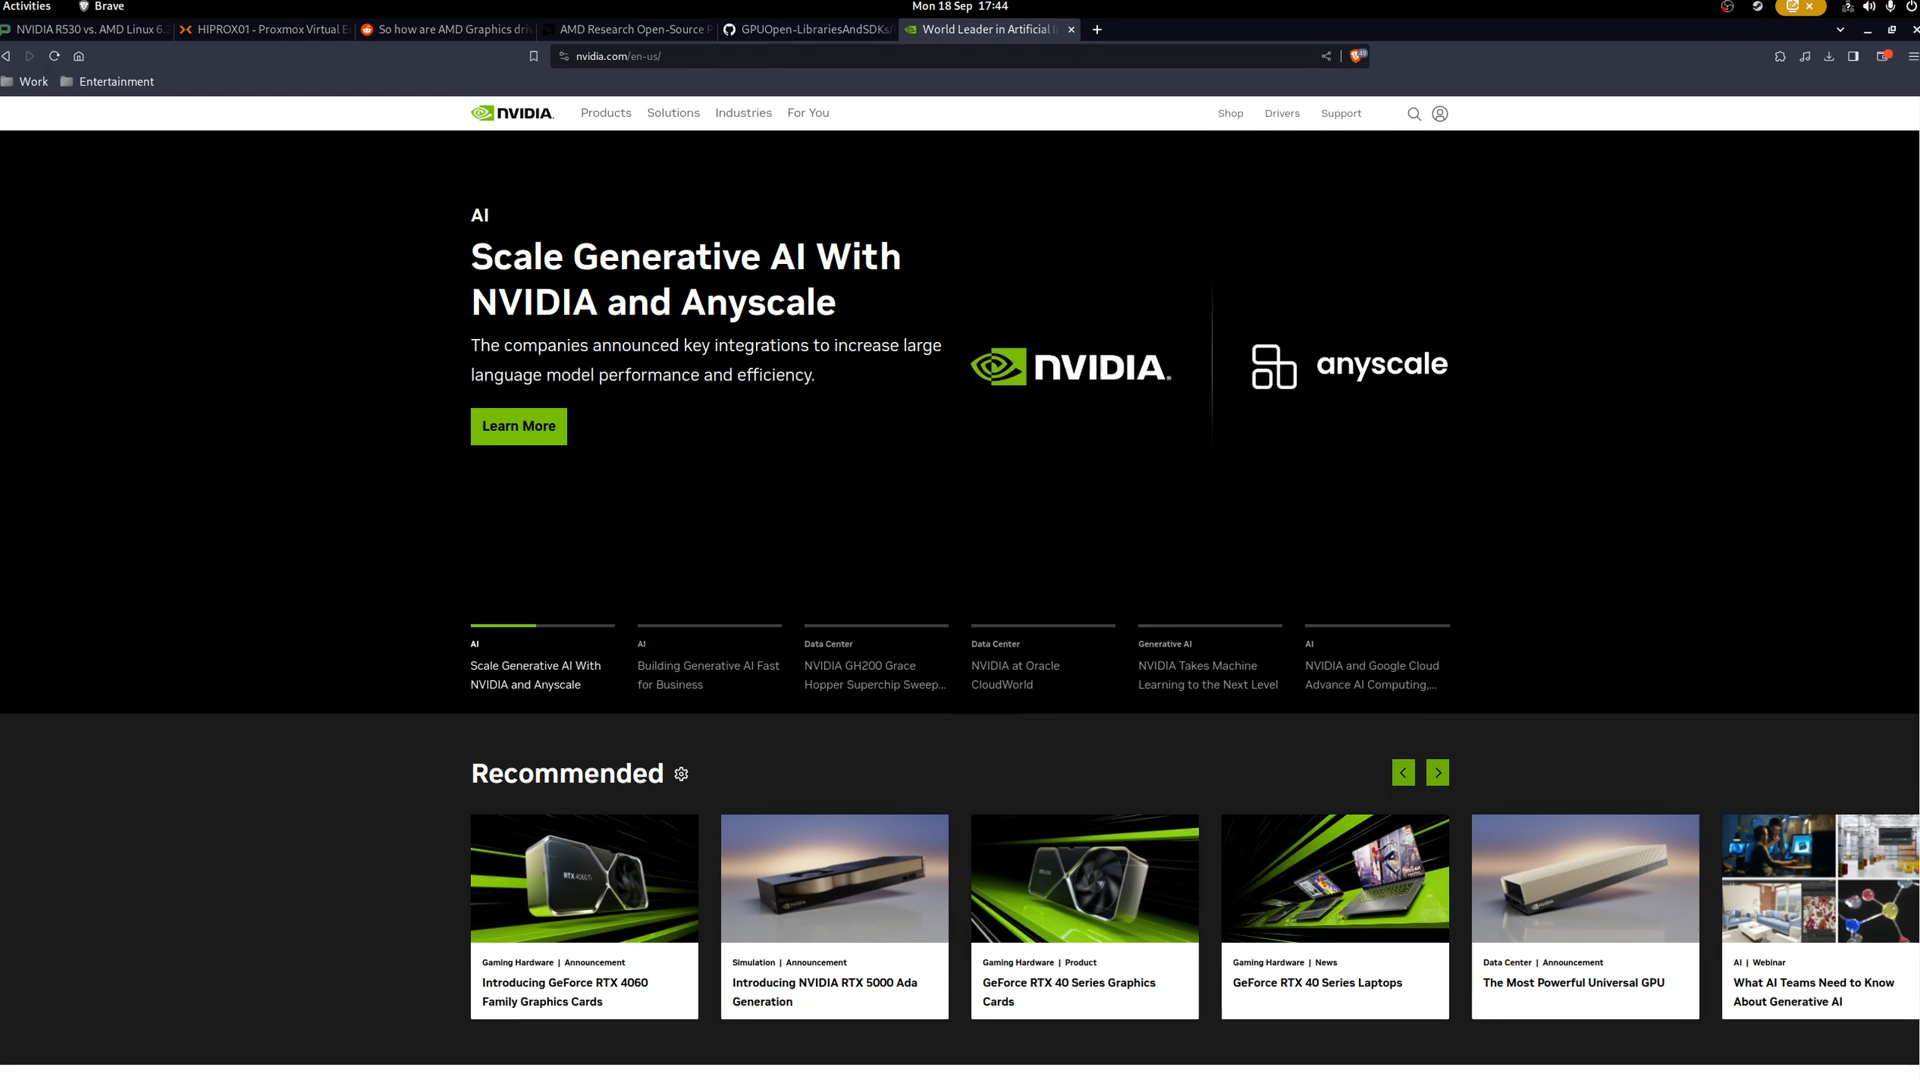 Activities
Brave
Mon 18 Sep 17:44
NVIDIA R530 vs. AMD Linux 6.
HIPROX01 - Proxmox Virtual E
So how are AMD Graphics dri
AMD Research Open-Source P
GPUOpen-LibrariesAndSDKs/
World Leader in Artificial I
nvidia.com/en-us/
Work
Entertainment
NVIDIA.
Products
Solutions
Industries
For You
Shop
Drivers
Support
AI
Scale Generative AI With
NVIDIA and Anyscale
The companies announced key integrations to increase large
language model performance and efficiency.
Learn More
NVIDIA.
anyscale
AI
Scale Generative AI With
NVIDIA and Anyscale
AI
Building Generative AI Fast
for Business
Data Center
NVIDIA GH200 Grace
Hopper Superchip Sweep...
Data Center
NVIDIA at Oracle
CloudWorld
Generative AI
NVIDIA Takes Machine
Learning to the Next Level
AI
NVIDIA and Google Cloud
Advance AI Computing,...
Recommended
RTX 4060 Ti
Gaming Hardware | Announcement
Introducing GeForce RTX 4060
Family Graphics Cards
Simulation | Announcement
Introducing NVIDIA RTX 5000 Ada
Generation
Gaming Hardware | Product
GeForce RTX 40 Series Graphics
Cards
Gaming Hardware | News
GeForce RTX 40 Series Laptops
Data Center | Announcement
The Most Powerful Universal GPU
AI | Webinar
What AI Teams Need to Know
About Generative AI